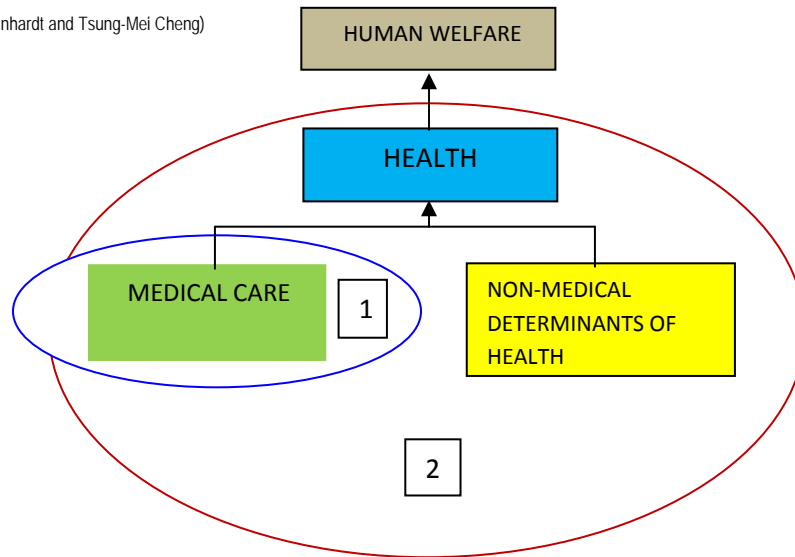 nhardt and Tsung-Mei Cheng)
HUMAN WELFARE
HEALTH
MEDICAL CARE
1
NON-MEDICAL
DETERMINANTS OF
HEALTH
2